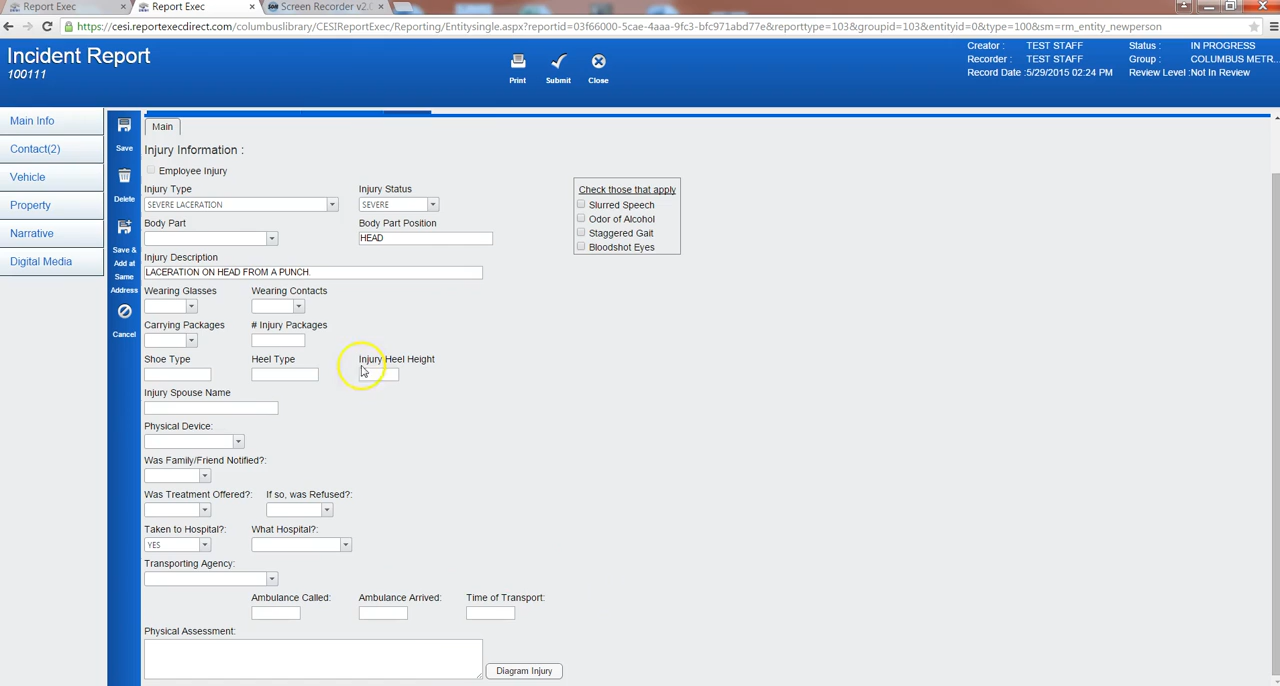 Report Exec
Report Exec
Screen Recorder v2.0
https://cesi.reportexecdirect.com/columbuslibrary/CESIReportExec/Reporting/Entitysingle.aspx?reportid=03f66000-5cae-4aaa-9fc3-bfc971abd77e&reporttype=103&groupid=103&entityid=0&type=100&sm=rm_entity_newperson
Incident Report
100111
Print
Submit
Close
Creator : TEST STAFF
Recorder : TEST STAFF
Record Date :5/29/2015 02:24 PM
Status : IN PROGRESS
Group : COLUMBUS METR...
Review Level :Not In Review
Main Info
Contact(2)
Vehicle
Property
Narrative
Digital Media
Save
Delete
Save & Add at Same Address
Cancel
Main
Injury Information :
Employee Injury
Injury Type Injury Status
SEVERE LACERATION SEVERE
Body Part Body Part Position
HEAD
Injury Description
LACERATION ON HEAD FROM A PUNCH.
Wearing Glasses Wearing Contacts
Carrying Packages # Injury Packages
Shoe Type Heel Type Injury Heel Height
Injury Spouse Name
Physical Device:
Was Family/Friend Notified?:
Was Treatment Offered?: If so, was Refused?:
Taken to Hospital?: What Hospital?:
YES
Transporting Agency:
Ambulance Called: Ambulance Arrived: Time of Transport:
Physical Assessment:
Diagram Injury
Check those that apply
Slurred Speech
Odor of Alcohol
Staggered Gait
Bloodshot Eyes